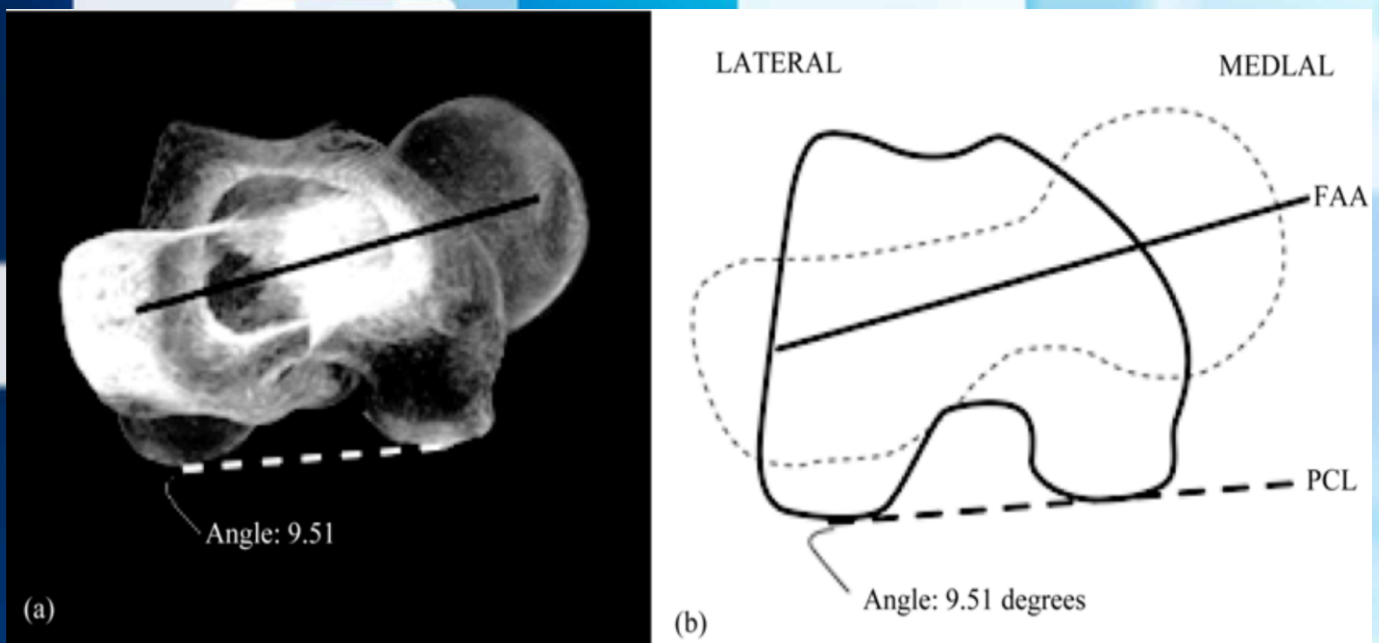 Angle: 9.51
(a)
LATERAL
MEDLAL
FAA
PCL
Angle: 9.51 degrees
(b)